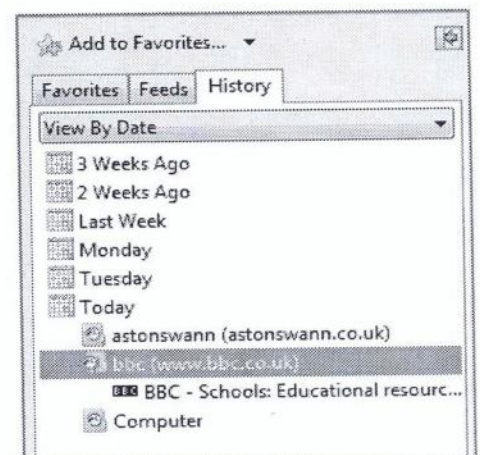 Add to Favorites...
Favorites Feeds History
View By Date
3 Weeks Ago
2 Weeks Ago
Last Week
Monday
Tuesday
Today
astonswann (astonswann.co.uk)
bbc (www.bbc.co.uk)
BBC BBC - Schools: Educational resourc...
Computer